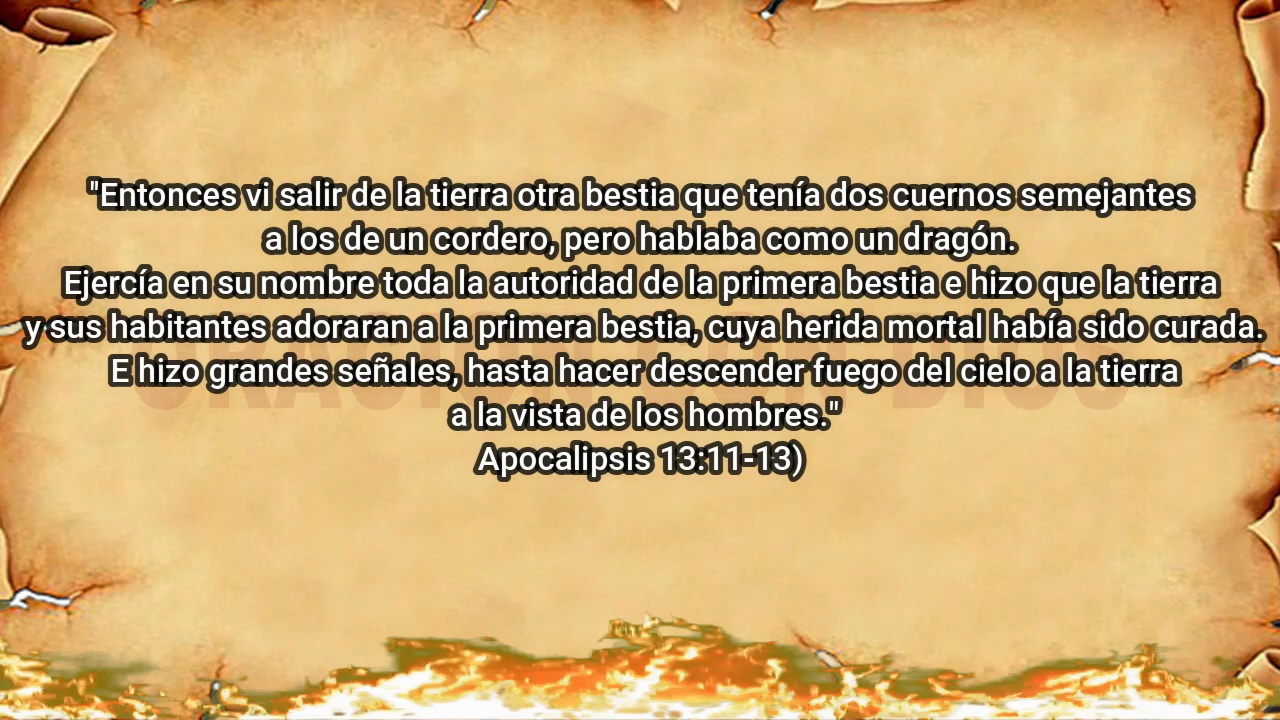 "Entonces vi salir de la tierra otra bestia que tenía dos cuernos semejantes
a los de un cordero, pero hablaba como un dragón.
Ejercía en su nombre toda la autoridad de la primera bestia e hizo que la tierra
y sus habitantes adoraran a la primera bestia, cuya herida mortal había sido curada.
E hizo grandes señales, hasta hacer descender fuego del cielo a la tierra
a la vista de los hombres."
Apocalipsis 13:11-13)